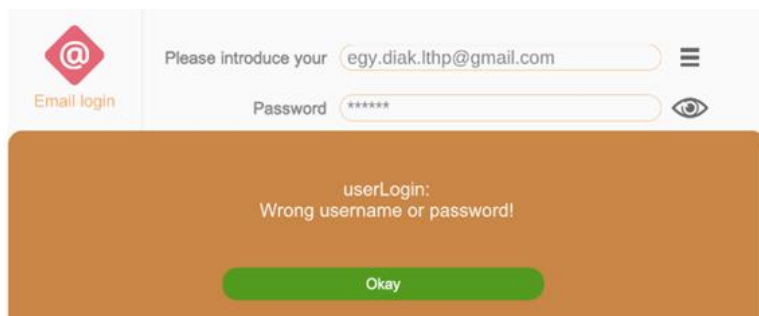 @
Email login
Please introduce your egy.diak.lthp@gmail.com
Password ******
userLogin:
Wrong username or password!
Okay